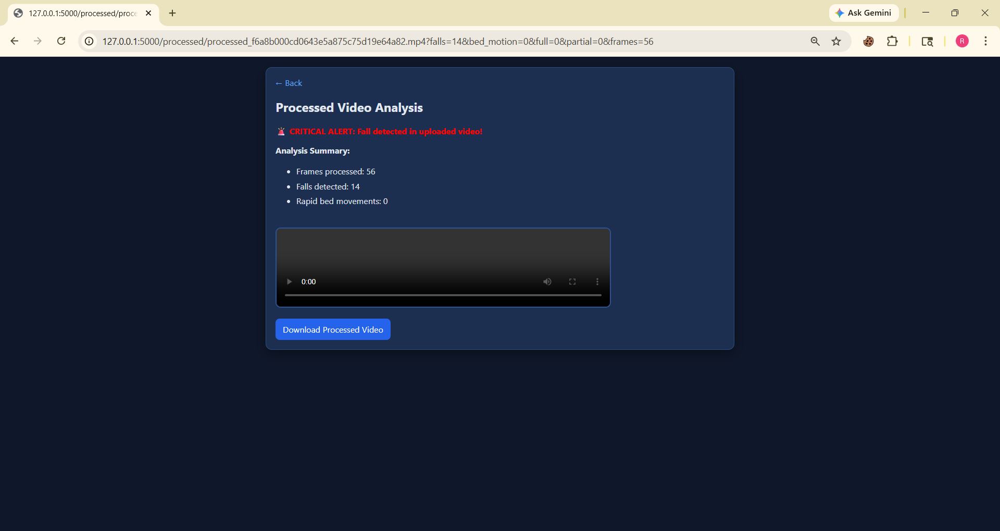 127.0.0.1:5000/processed/proce
Ask Gemini
127.0.0.1:5000/processed/processed_f6a8b000cd0643e5a875c75d19e64a82.mp4?falls=14&bed_motion=0&full=0&partial=0&frames=56
R
← Back
Processed Video Analysis
🚨 CRITICAL ALERT: Fall detected in uploaded video!
Analysis Summary:
• Frames processed: 56
• Falls detected: 14
• Rapid bed movements: 0
0:00
Download Processed Video